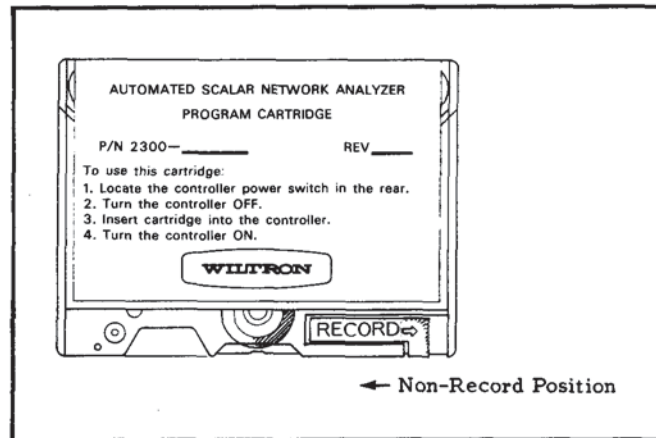 AUTOMATED SCALAR NETWORK ANALYZER
PROGRAM CARTRIDGE
P/N 2300—______ REV____
To use this cartridge:
1. Locate the controller power switch in the rear.
2. Turn the controller OFF.
3. Insert cartridge into the controller.
4. Turn the controller ON.
WILTRON
RECORD⇨
← Non-Record Position